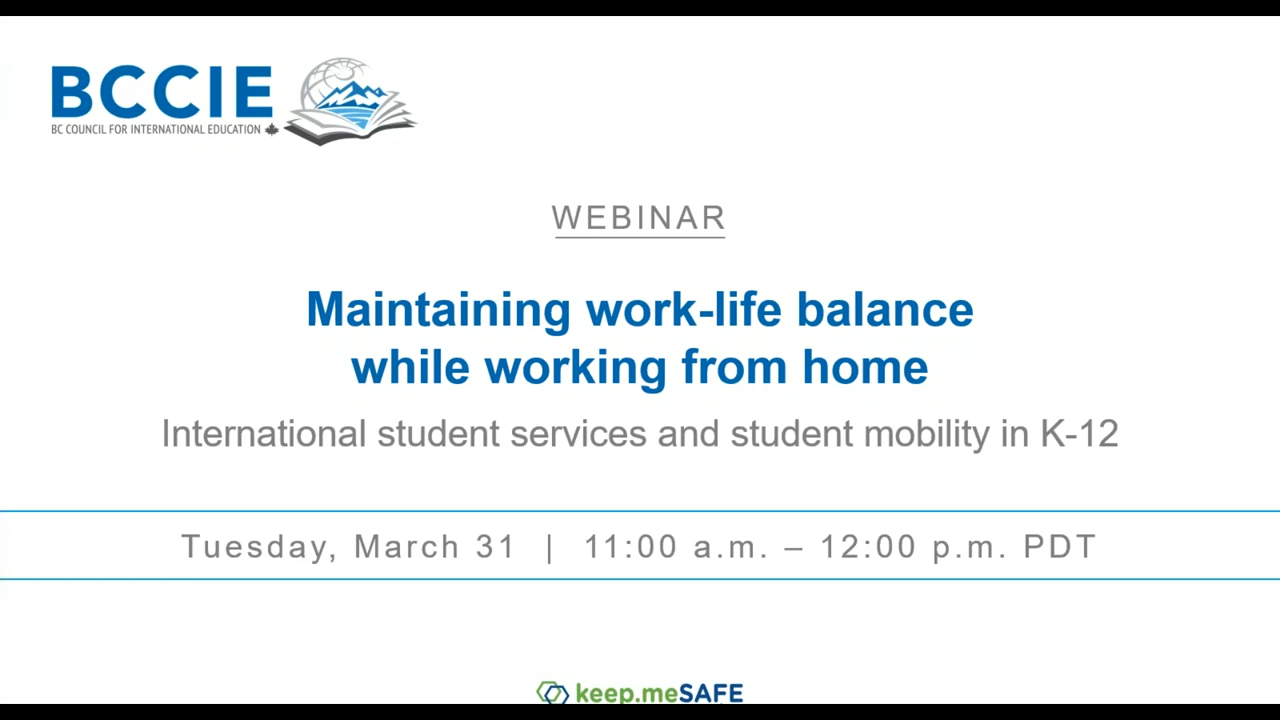 BCCIE
BC COUNCIL FOR INTERNATIONAL EDUCATION
WEBINAR
Maintaining work-life balance
while working from home
International student services and student mobility in K-12
Tuesday, March 31 | 11:00 a.m. – 12:00 p.m. PDT
keep.meSAFE